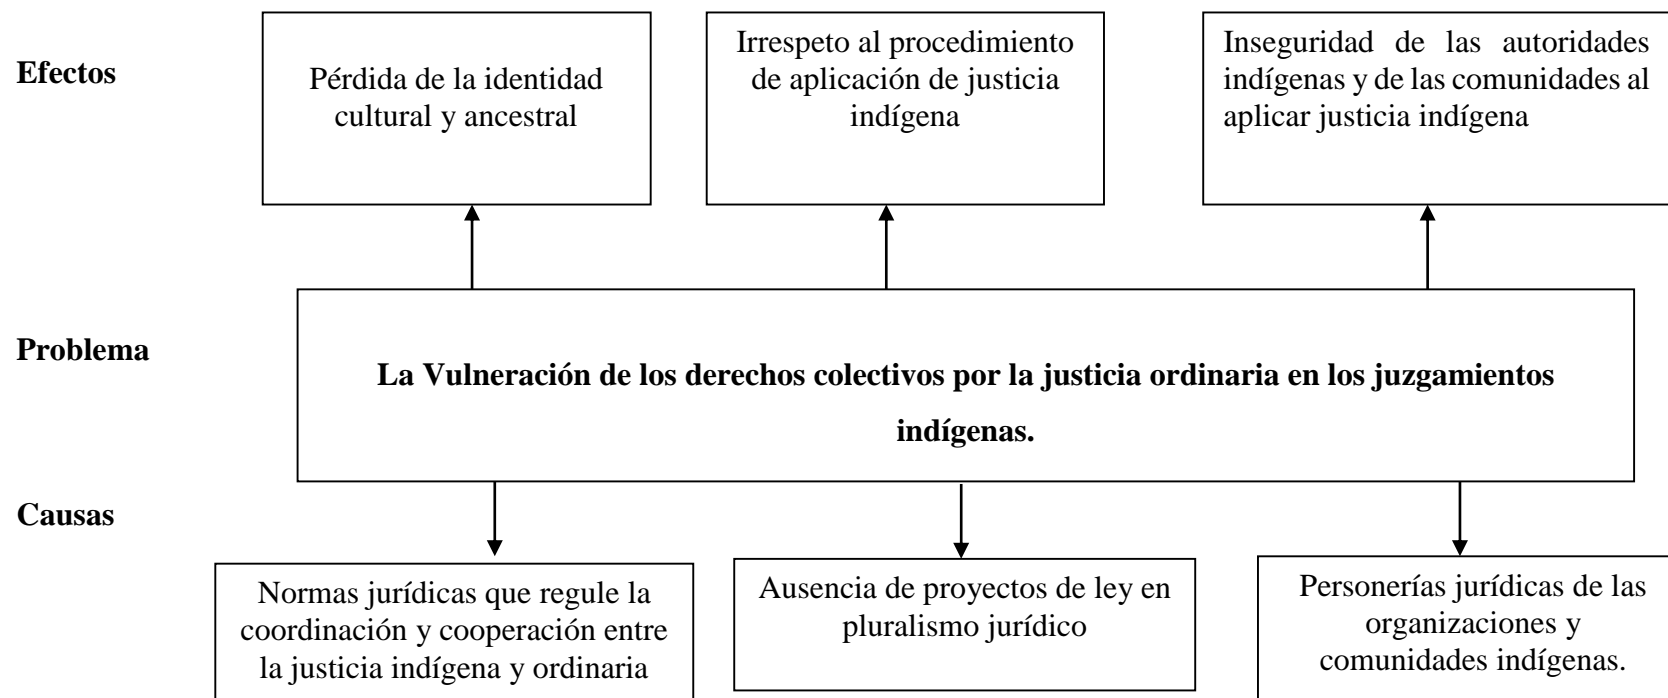 Efectos
Pérdida de la identidad
cultural y ancestral
Irrespeto al procedimiento
de aplicación de justicia
indígena
Inseguridad de las autoridades
indígenas y de las comunidades al
aplicar justicia indígena
Problema
La Vulneración de los derechos colectivos por la justicia ordinaria en los juzgamientos
indígenas.
Causas
Normas jurídicas que regule la
coordinación y cooperación entre
la justicia indígena y ordinaria
Ausencia de proyectos de ley en
pluralismo jurídico
Personerías jurídicas de las
organizaciones y
comunidades indígenas.